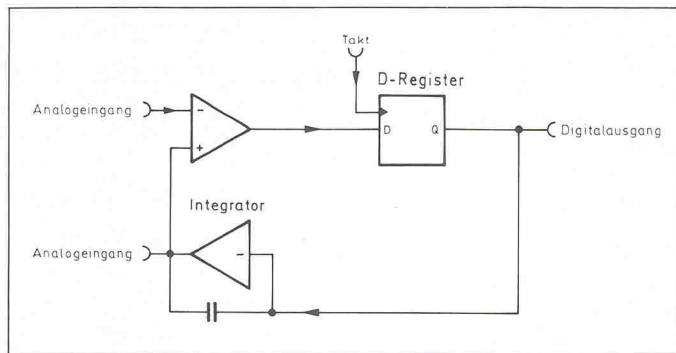 Takt
D-Register
Analogeingang
-
+
D
Q
Digitalausgang
Integrator
Analogeingang
-